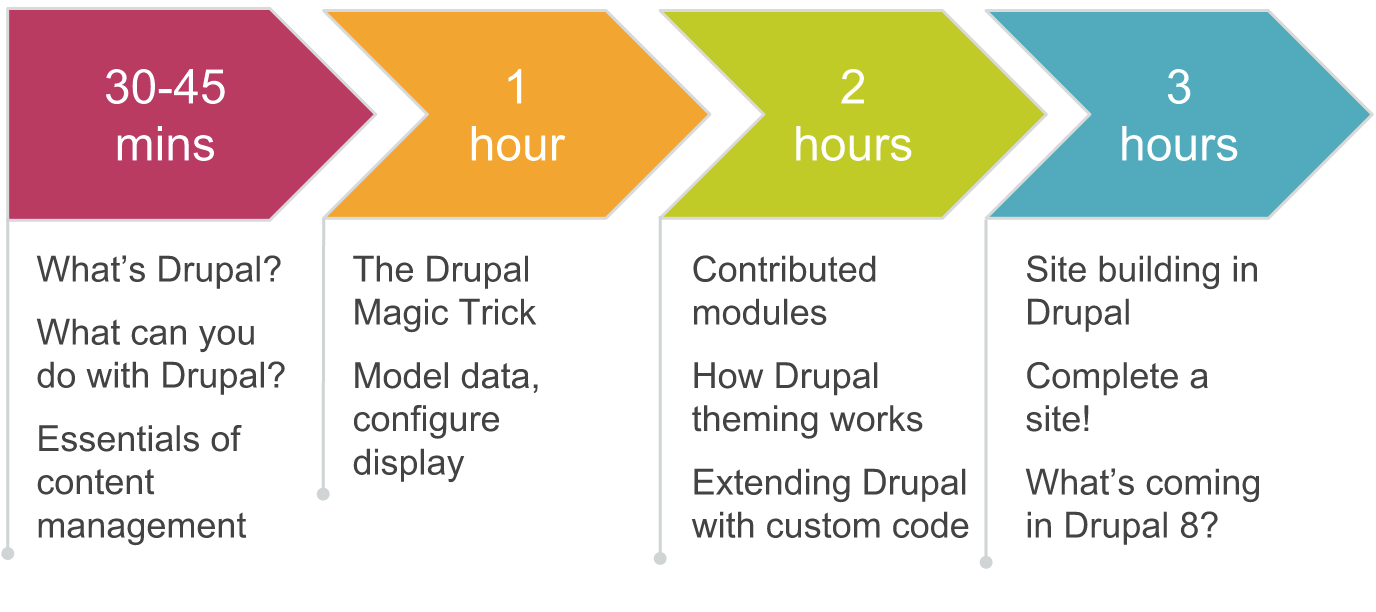 30-45
mins
1
hour
2
hours
3
hours
What’s Drupal?
What can you
do with Drupal?
Essentials of
content
management
The Drupal
Magic Trick
Model data,
configure
display
Contributed
modules
How Drupal
theming works
Extending Drupal
with custom code
Site building in
Drupal
Complete a
site!
What’s coming
in Drupal 8?